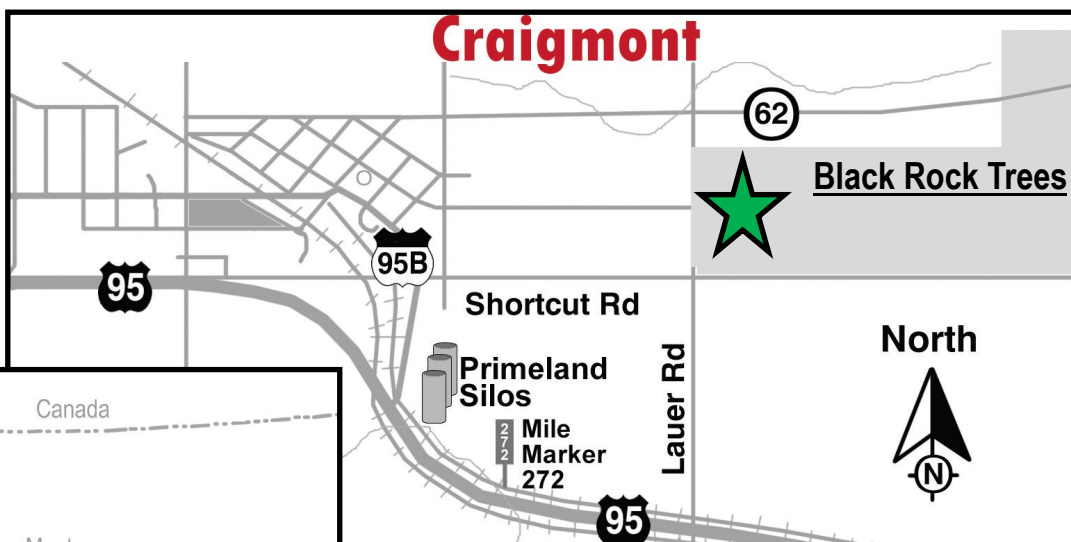 Craigmont
62
Black Rock Trees
95B
95
Shortcut Rd
North
Primeland
Silos
Lauer Rd
Canada
272
Mile
Marker
272
N
95